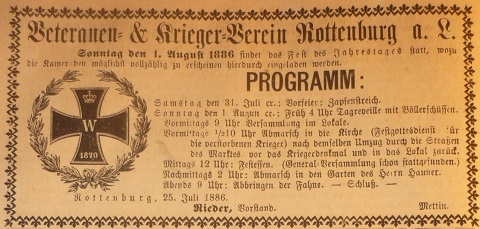 Veteranen- & Krieger-Verein Rottenburg a. L.
Sonntag den 1. August 1886 findet das Fest des Jahrestages statt, wozu
die Kameraden möglichst vollzählig zu erscheinen hierdurch eingeladen werden.
PROGRAMM:
Samstag den 31. Juli cr.: Vorfeier: Zapfenstreich.
Sonntag den 1. August cr.: Früh 4 Uhr Tagreveille mit Böllerschüssen.
Vormittags 9 Uhr Versammlung im Lokale.
Vormittags ½10 Uhr Abmarsch in die Kirche (Festgottesdienst für
die verstorbenen Krieger) nach demselben Umzug durch die Straßen
des Marktes vor das Kriegerdenkmal und in das Lokal zurück.
Mittags 12 Uhr: Festessen. (General-Versammlung schon stattgefunden.)
Nachmittags 2 Uhr: Abmarsch in den Garten des Herrn
Abends 9 Uhr: Abbringen der Fahne. — Schluß. —
W
1870
Rottenburg, 25. Juli 1886.
Rieder, Vorstand.
Mettin.